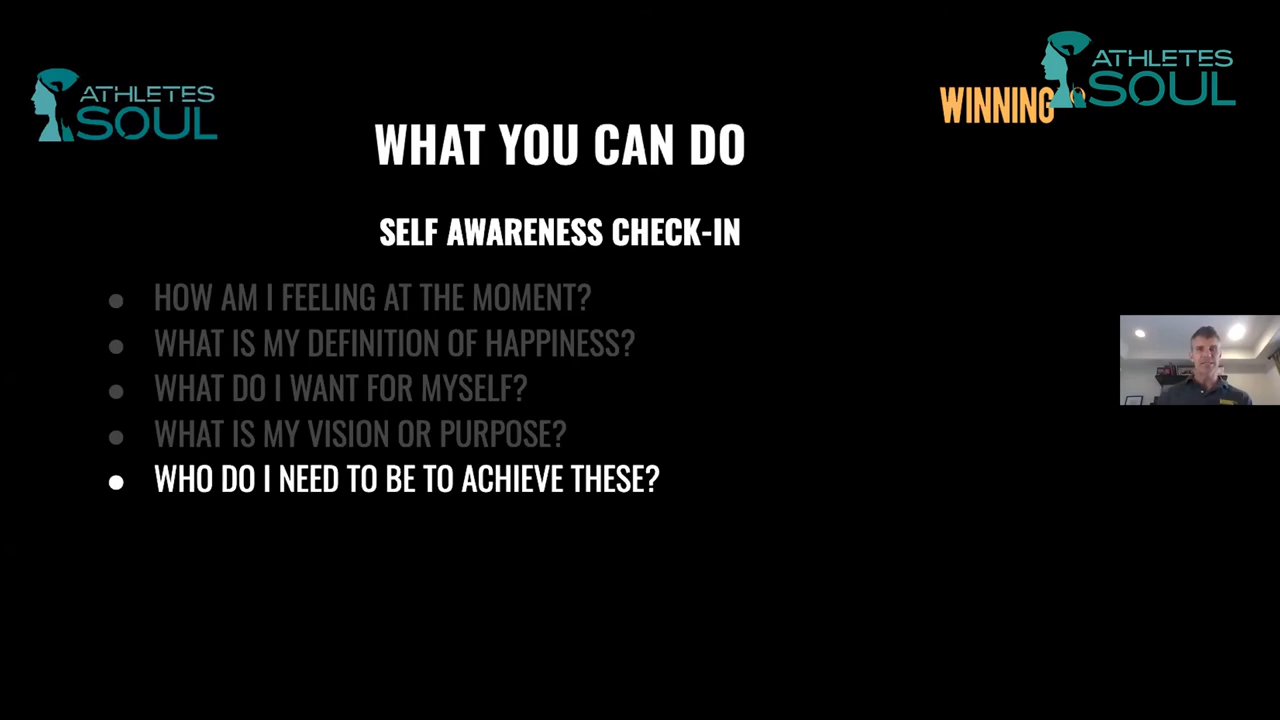 ATHLETES
SOUL
WINNING
ATHLETES
SOUL
WHAT YOU CAN DO
SELF AWARENESS CHECK-IN
● HOW AM I FEELING AT THE MOMENT?
● WHAT IS MY DEFINITION OF HAPPINESS?
● WHAT DO I WANT FOR MYSELF?
● WHAT IS MY VISION OR PURPOSE?
● WHO DO I NEED TO BE TO ACHIEVE THESE?